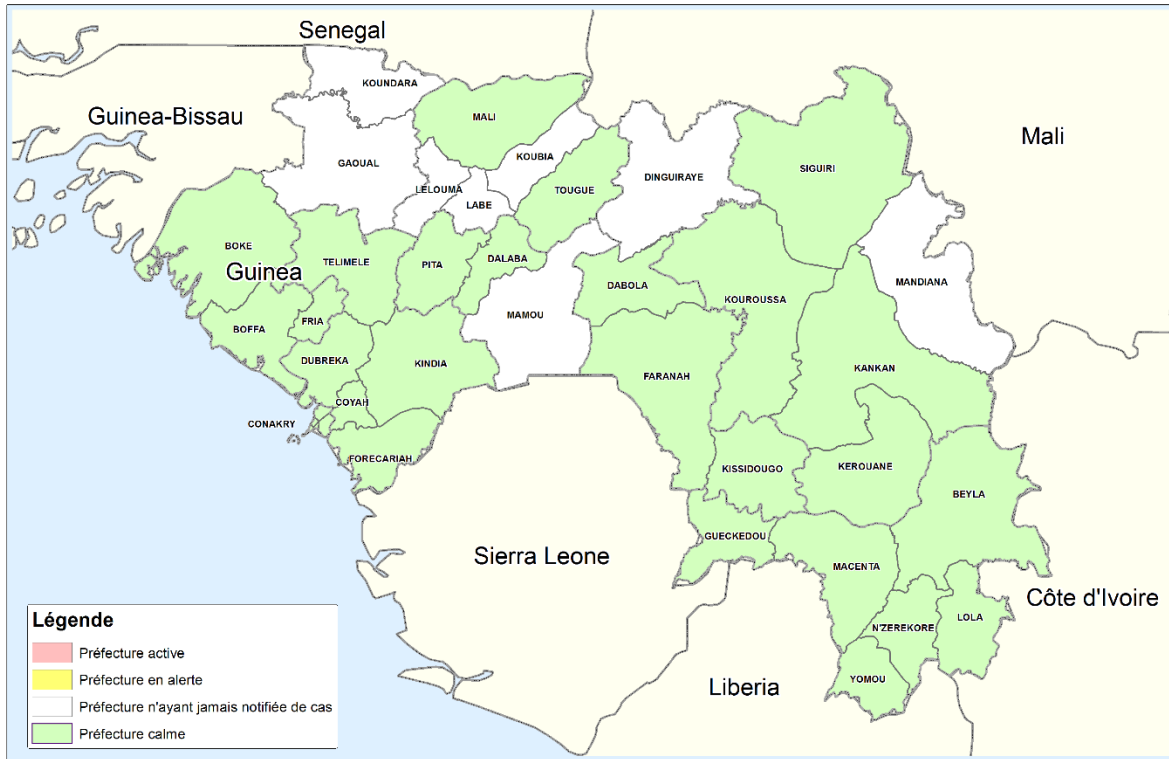 Senegal
KOUNDARA
Guinea-Bissau
MALI
Mali
GAOUAL
KOUBIA
LELOUMA
LABE
TOUGUE
DINGUIRAYE
SIGUIRI
BOKE
Guinea
TELIMELE
PITA
DALABA
DABOLA
KOUROUSSA
MANDIANA
MAMOU
BOFFA
FRIA
DUBREKA
KINDIA
FARANAH
KANKAN
COYAH
CONAKRY
FORECARIAH
KISSIDOUGO
KEROUANE
BEYLA
GUECKEDOU
Sierra Leone
MACENTA
Côte d'Ivoire
N'ZEREKORE
LOLA
YOMOU
Liberia
Légende
Préfecture active
Préfecture en alerte
Préfecture n'ayant jamais notifiée de cas
Préfecture calme